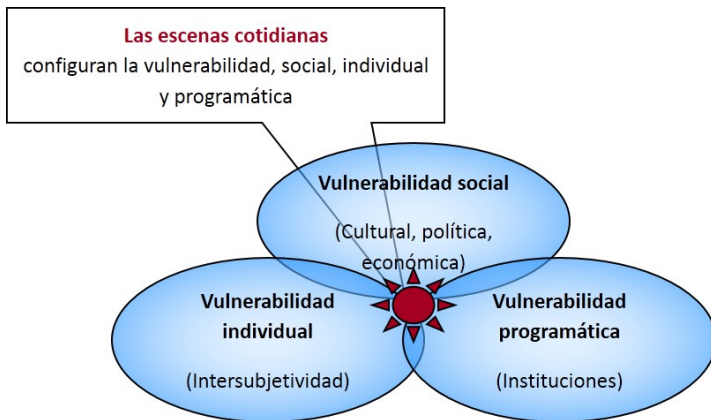 Las escenas cotidianas
configuran la vulnerabilidad, social, individual
y programática
Vulnerabilidad social
(Cultural, política,
económica)
Vulnerabilidad
individual
(Intersubjetividad)
Vulnerabilidad
programática
(Instituciones)